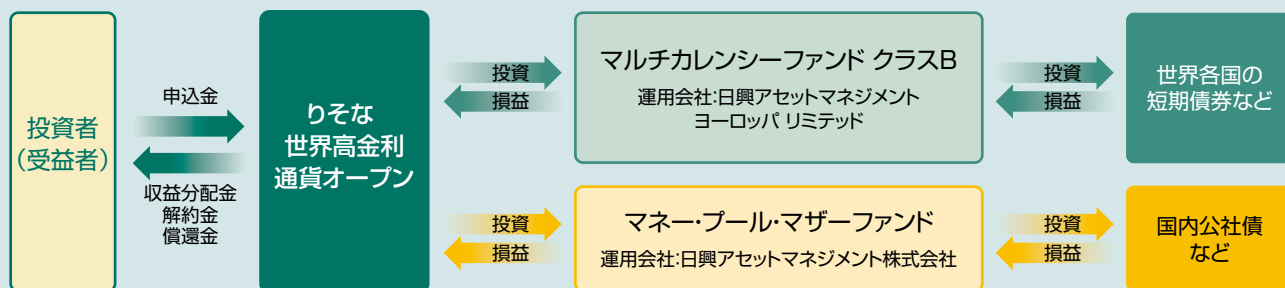 投資者
（受益者）
申込金
収益分配金
解約金
償還金
りそな
世界高金利
通貨オープン
投資
損益
マルチカレンシーファンド クラスB
運用会社:日興アセットマネジメント
ヨーロッパ リミテッド
投資
損益
世界各国の
短期債券など
投資
損益
マネー・プール・マザーファンド
運用会社:日興アセットマネジメント株式会社
投資
損益
国内公社債
など